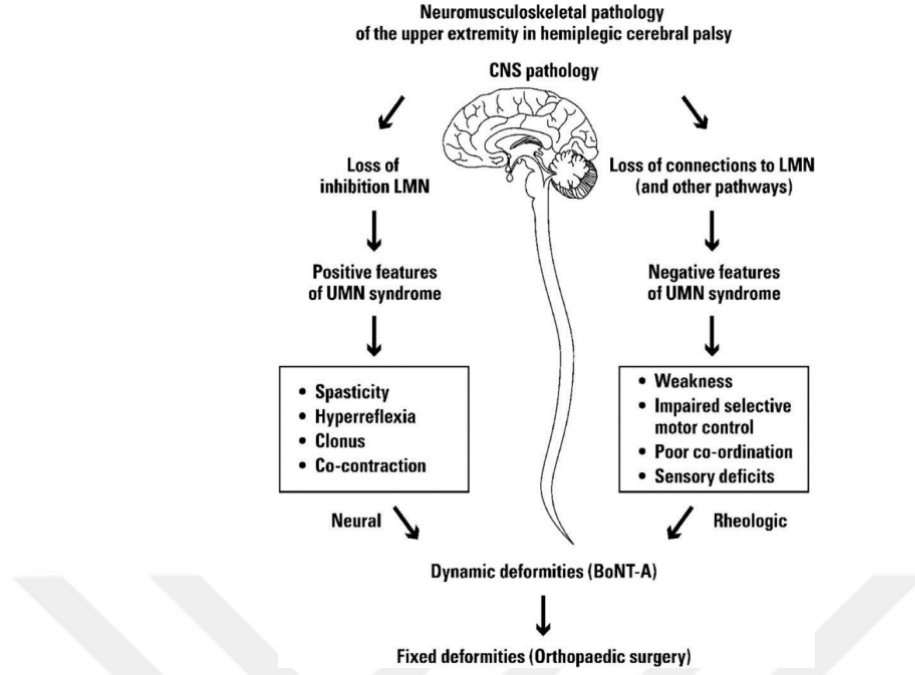 Neuromusculoskeletal pathology
of the upper extremity in hemiplegic cerebral palsy
CNS pathology
Loss of
inhibition LMN
Loss of connections to LMN
(and other pathways)
Positive features
of UMN syndrome
Negative features
of UMN syndrome
• Spasticity
• Hyperreflexia
• Clonus
• Co-contraction
• Weakness
• Impaired selective
motor control
• Poor co-ordination
• Sensory deficits
Neural
Rheologic
Dynamic deformities (BoNT-A)
Fixed deformities (Orthopaedic surgery)